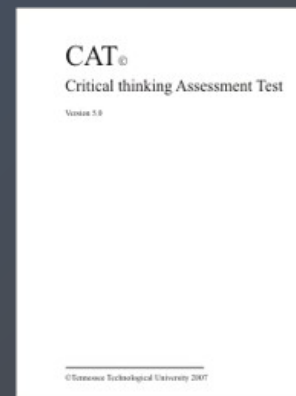 CAT©
Critical thinking Assessment Test
Version 5.0
©Tennessee Technological University 2007